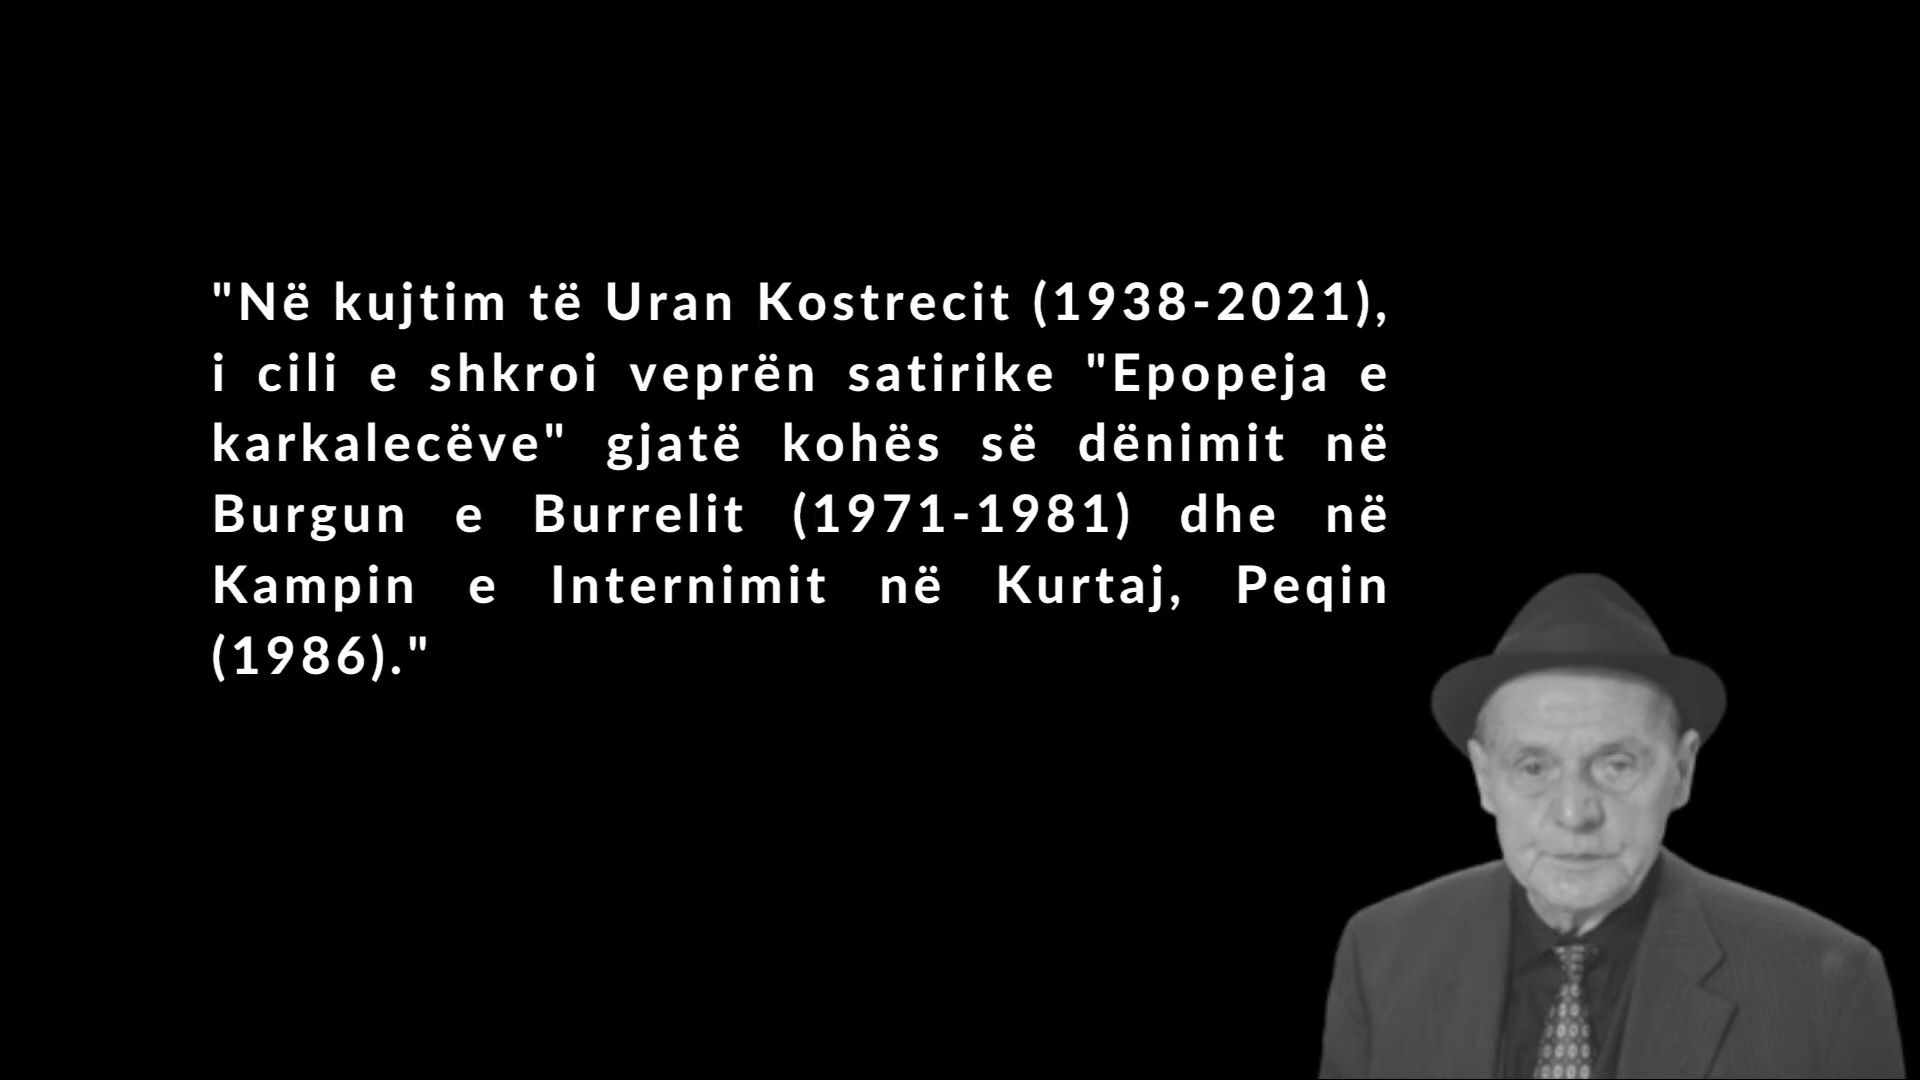 "Në kujtim të Uran Kostrecit (1938-2021),
i cili e shkroi veprën satirike "Epopeja e
karkalecëve" gjatë kohës së dënimit në
Burgun e Burrelit (1971-1981) dhe në
Kampin e Internimit në Kurtaj, Peqin
(1986)."